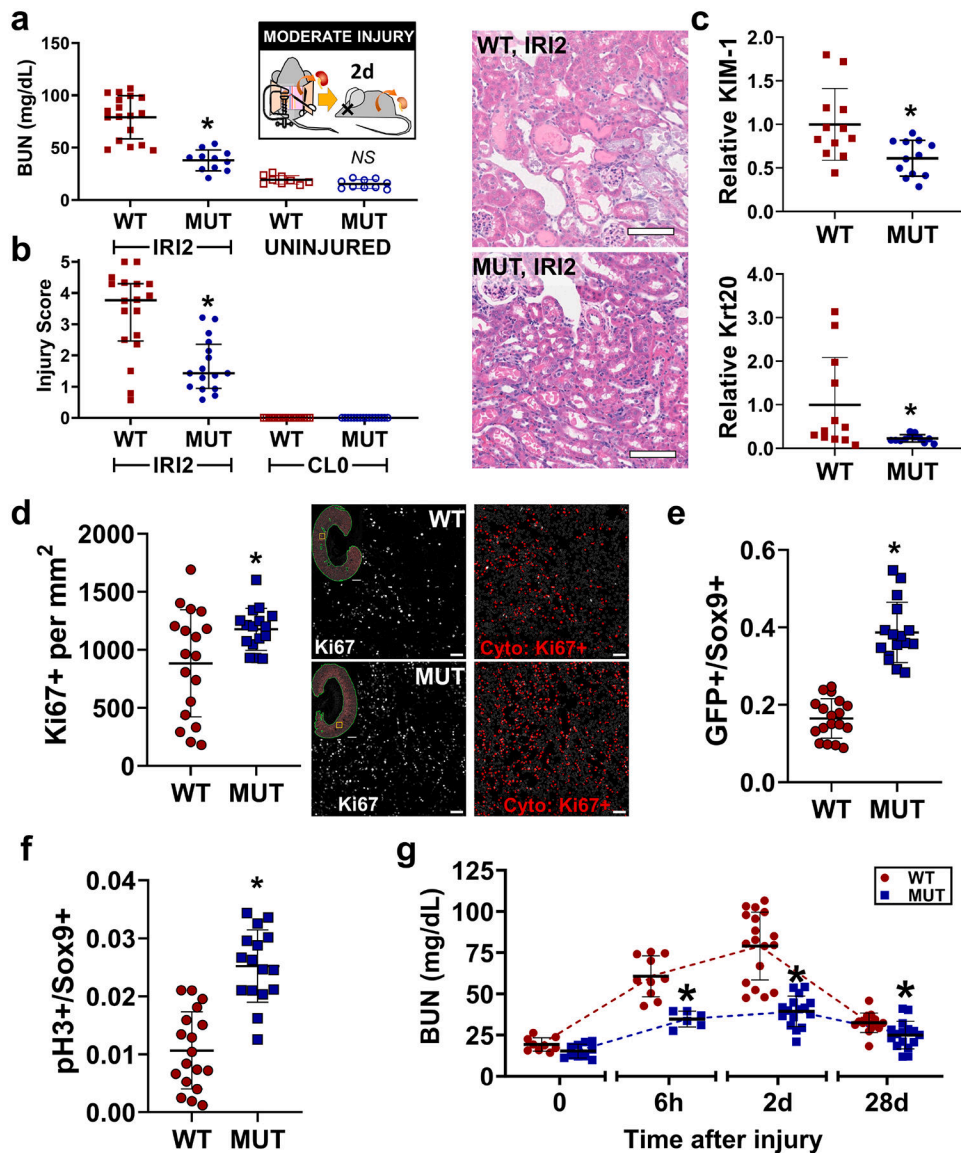 a
BUN (mg/dL)
150
100
50
0
MODERATE INJURY
2d
*
NS
WT
MUT
WT
MUT
IRI2
UNINJURED
b
Injury Score
5
4
3
2
1
0
*
WT
MUT
WT
MUT
IRI2
CL0
WT, IRI2
MUT, IRI2
c
Relative KIM-1
2.0
1.5
1.0
0.5
0.0
*
WT
MUT
Relative Krt20
4.0
3.0
2.0
1.0
0.0
*
WT
MUT
d
Ki67+ per mm2
2000
1500
1000
500
0
*
WT
MUT
WT
Ki67
Cyto: Ki67+
MUT
Ki67
Cyto: Ki67+
e
GFP+/Sox9+
0.6
0.4
0.2
0.0
*
WT
MUT
f
pH3+/Sox9+
0.04
0.03
0.02
0.01
0.00
*
WT
MUT
g
BUN (mg/dL)
125
100
75
50
25
0
WT
MUT
*
*
*
0
6h
2d
28d
Time after injury